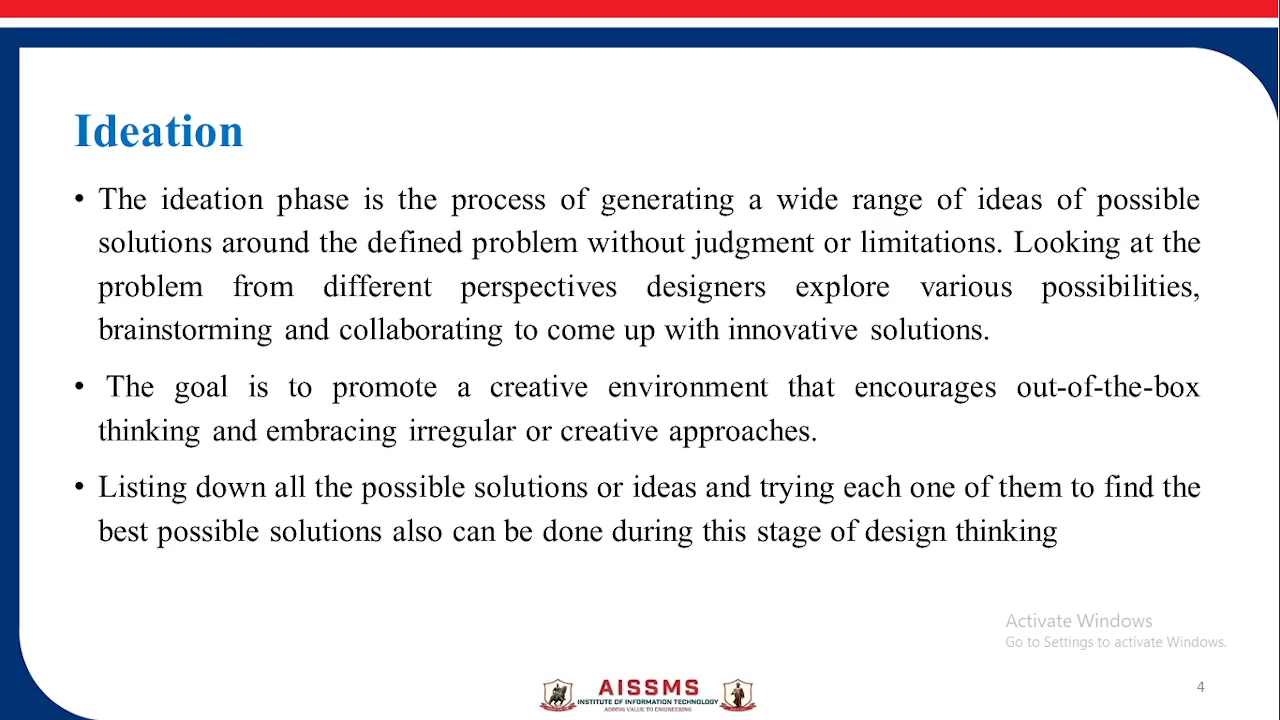 Ideation
• The ideation phase is the process of generating a wide range of ideas of possible
solutions around the defined problem without judgment or limitations. Looking at the
problem from different perspectives designers explore various possibilities,
brainstorming and collaborating to come up with innovative solutions.
• The goal is to promote a creative environment that encourages out-of-the-box
thinking and embracing irregular or creative approaches.
• Listing down all the possible solutions or ideas and trying each one of them to find the
best possible solutions also can be done during this stage of design thinking
Activate Windows
Go to Settings to activate Windows.
AISSMS
INSTITUTE OF INFORMATION TECHNOLOGY
ADDING VALUE TO ENGINEERING
4